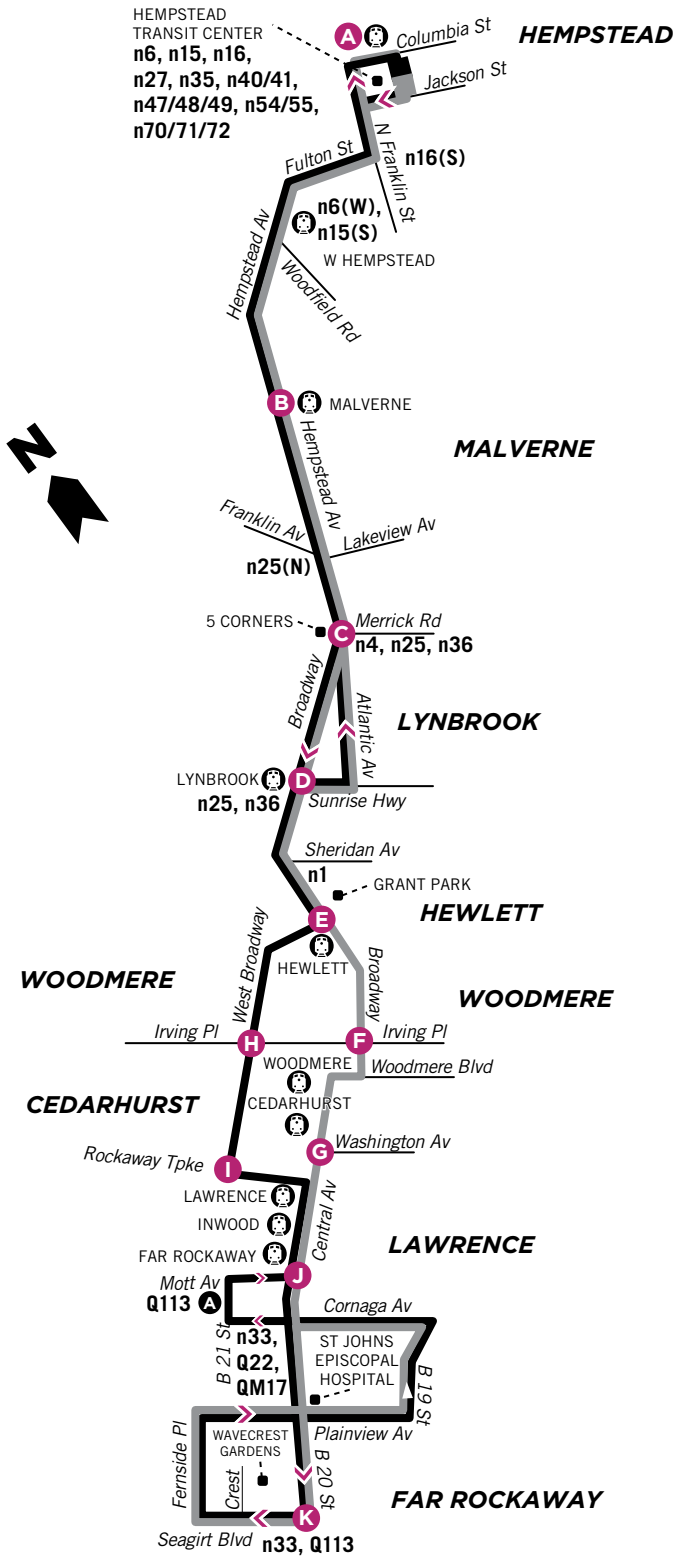 HEMPSTEAD
TRANSIT CENTER
n6, n15, n16,
n27, n35, n40/41,
n47/48/49, n54/55,
n70/71/72
A
Columbia St
HEMPSTEAD
Jackson St
N Franklin St
n16(S)
Fulton St
n6(W),
n15(S)
W HEMPSTEAD
Hempstead Av
Woodfield Rd
B
MALVERNE
Hempstead Av
MALVERNE
N
Franklin Av
Lakeview Av
n25(N)
5 CORNERS
C
Merrick Rd
n4, n25, n36
Broadway
Atlantic Av
LYNBROOK
LYNBROOK
D
n25, n36
Sunrise Hwy
Sheridan Av
n1
GRANT PARK
E
HEWLETT
HEWLETT
West Broadway
Broadway
WOODMERE
WOODMERE
Irving Pl
H
F
Irving Pl
WOODMERE
Woodmere Blvd
CEDARHURST
CEDARHURST
G
Washington Av
Rockaway Tpke
I
LAWRENCE
INWOOD
Central Av
FAR ROCKAWAY
LAWRENCE
J
Mott Av
Q113
A
Cornaga Av
B 21 St
n33,
Q22,
QM17
ST JOHNS
EPISCOPAL
HOSPITAL
B 19 St
Plainview Av
Fernside Pl
WAVECREST
GARDENS
Crest
B 20 St
FAR ROCKAWAY
K
Seagirt Blvd
n33, Q113